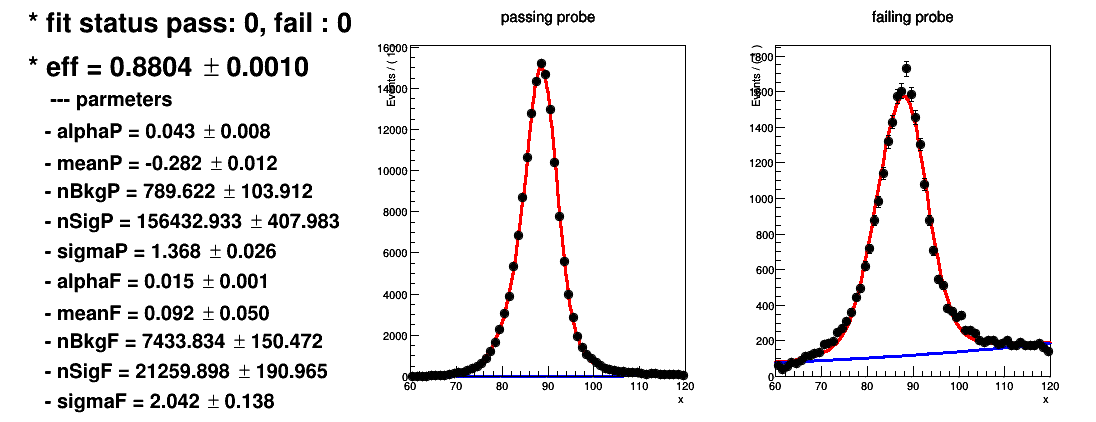 * fit status pass: 0, fail : 0
* eff = 0.8804 ± 0.0010
--- parmeters
- alphaP = 0.043 ± 0.008
- meanP = -0.282 ± 0.012
- nBkgP = 789.622 ± 103.912
- nSigP = 156432.933 ± 407.983
- sigmaP = 1.368 ± 0.026
- alphaF = 0.015 ± 0.001
- meanF = 0.092 ± 0.050
- nBkgF = 7433.834 ± 150.472
- nSigF = 21259.898 ± 190.965
- sigmaF = 2.042 ± 0.138
passing probe
Events / ( 1 )
16000
14000
12000
10000
8000
6000
4000
2000
0
60 70 80 90 100 110 120
x
failing probe
Events / ( 1 )
1800
1600
1400
1200
1000
800
600
400
200
0
60 70 80 90 100 110 120
x